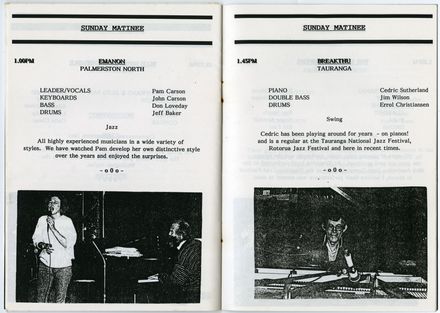 SUNDAY MATINEE
1.00PM EMANON
PALMERSTON NORTH
LEADER/VOCALS Pam Carson
KEYBOARDS John Carson
BASS Don Loveday
DRUMS Jeff Baker
Jazz
All highly experienced musicians in a wide variety of
styles. We have watched Pam develop her own distinctive style
over the years and enjoyed the surprises.
-oOo-
SUNDAY MATINEE
1.45PM BREAKTHRU
TAURANGA
PIANO Cedric Sutherland
DOUBLE BASS Jim Wilson
DRUMS Errol Christiansen
Swing
Cedric has been playing around for years - on pianos!
and is a regular at the Tauranga National Jazz Festival,
Rotorua Jazz Festival and here in recent times.
-oOo-